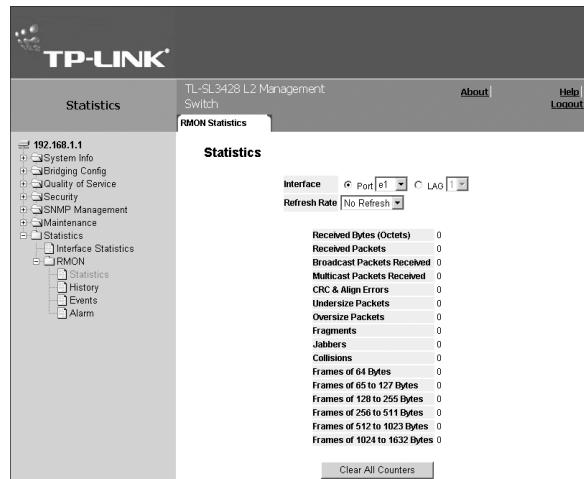 TP-LINK
Statistics
TL-SL3428 L2 Management
Switch
About
Help
Logout
RMON Statistics
192.168.1.1
System Info
Bridging Config
Quality of Service
Security
SNMP Management
Maintenance
Statistics
Interface Statistics
RMON
Statistics
History
Events
Alarm
Statistics
Interface Port e1 LAG 1
Refresh Rate No Refresh
Received Bytes (Octets) 0
Received Packets 0
Broadcast Packets Received 0
Multicast Packets Received 0
CRC & Align Errors 0
Undersize Packets 0
Oversize Packets 0
Fragments 0
Jabbers 0
Collisions 0
Frames of 64 Bytes 0
Frames of 65 to 127 Bytes 0
Frames of 128 to 255 Bytes 0
Frames of 256 to 511 Bytes 0
Frames of 512 to 1023 Bytes 0
Frames of 1024 to 1632 Bytes 0
Clear All Counters